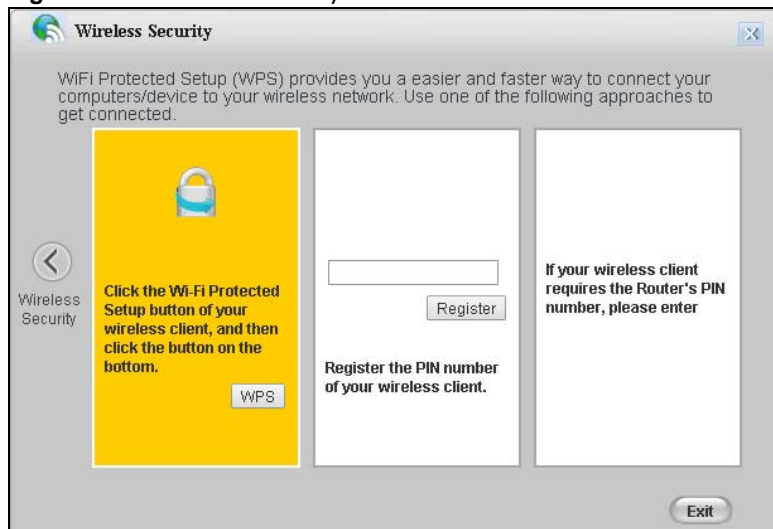 Wireless Security
WiFi Protected Setup (WPS) provides you a easier and faster way to connect your
computers/device to your wireless network. Use one of the following approaches to
get connected.
Wireless
Security
Click the Wi-Fi Protected
Setup button of your
wireless client, and then
click the button on the
bottom.
WPS
Register
Register the PIN number
of your wireless client.
If your wireless client
requires the Router's PIN
number, please enter
Exit